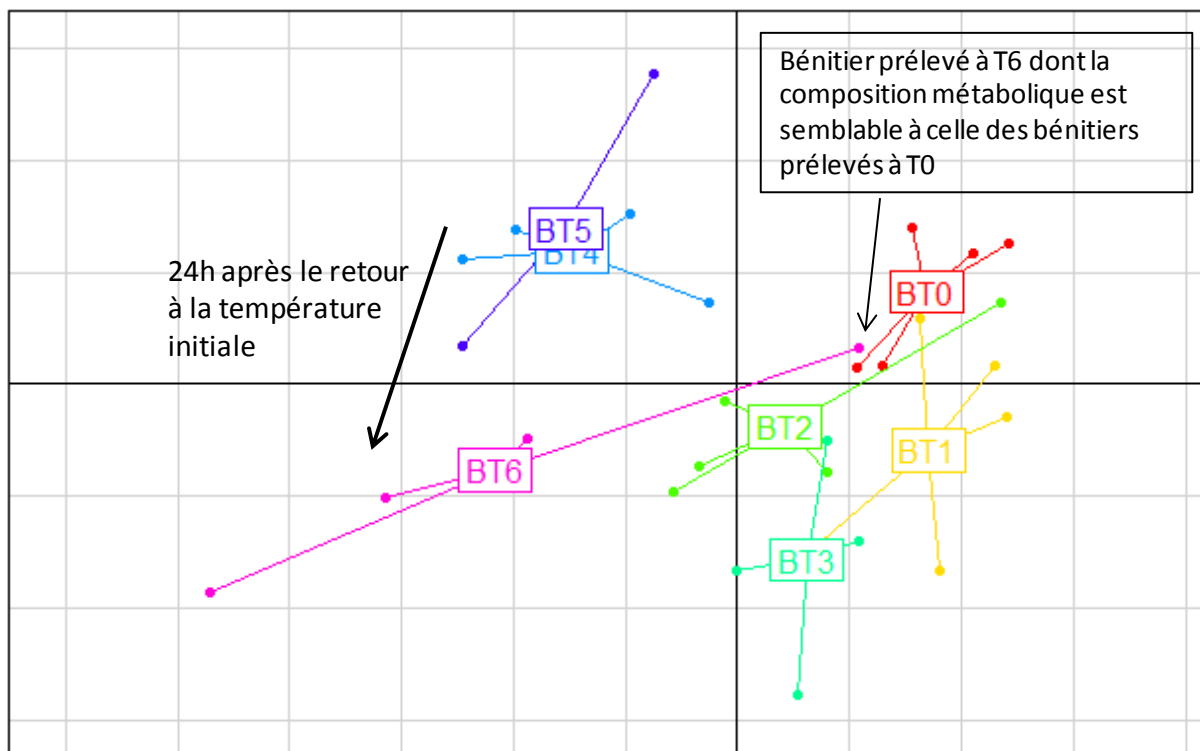 Bénitier prélevé à T6 dont la
composition métabolique est
semblable à celle des bénitiers
prélevés à T0
BT5
BT4
24h après le retour
à la température
initiale
BT0
BT2
BT1
BT6
BT3